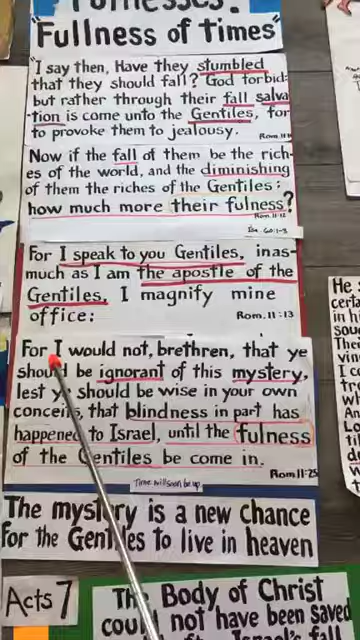 Fulnesses:
"Fullness of times"
"I say then, Have they stumbled
that they should fall? God forbid:
but rather through their fall salva
-tion is come unto the Gentiles, for
to provoke them to jealousy.
Rom.11:11
Now if the fall of them be the rich-
es of the world, and the diminishing
of them the riches of the Gentiles;
how much more their fulness?
Rom.11:12
Isa. 60:1-3
For I speak to you Gentiles, inas-
much as I am the apostle of the
Gentiles, I magnify mine
office:
Rom.11:13
For I would not, brethren, that ye
should be ignorant of this mystery,
lest ye should be wise in your own
conceits, that blindness in part has
happened to Israel, until the fulness
of the Gentiles be come in.
Rom 11:25
Time will soon be up
The mystery is a new chance
for the Gentiles to live in heaven
Acts 7
The Body of Christ
could not have been saved